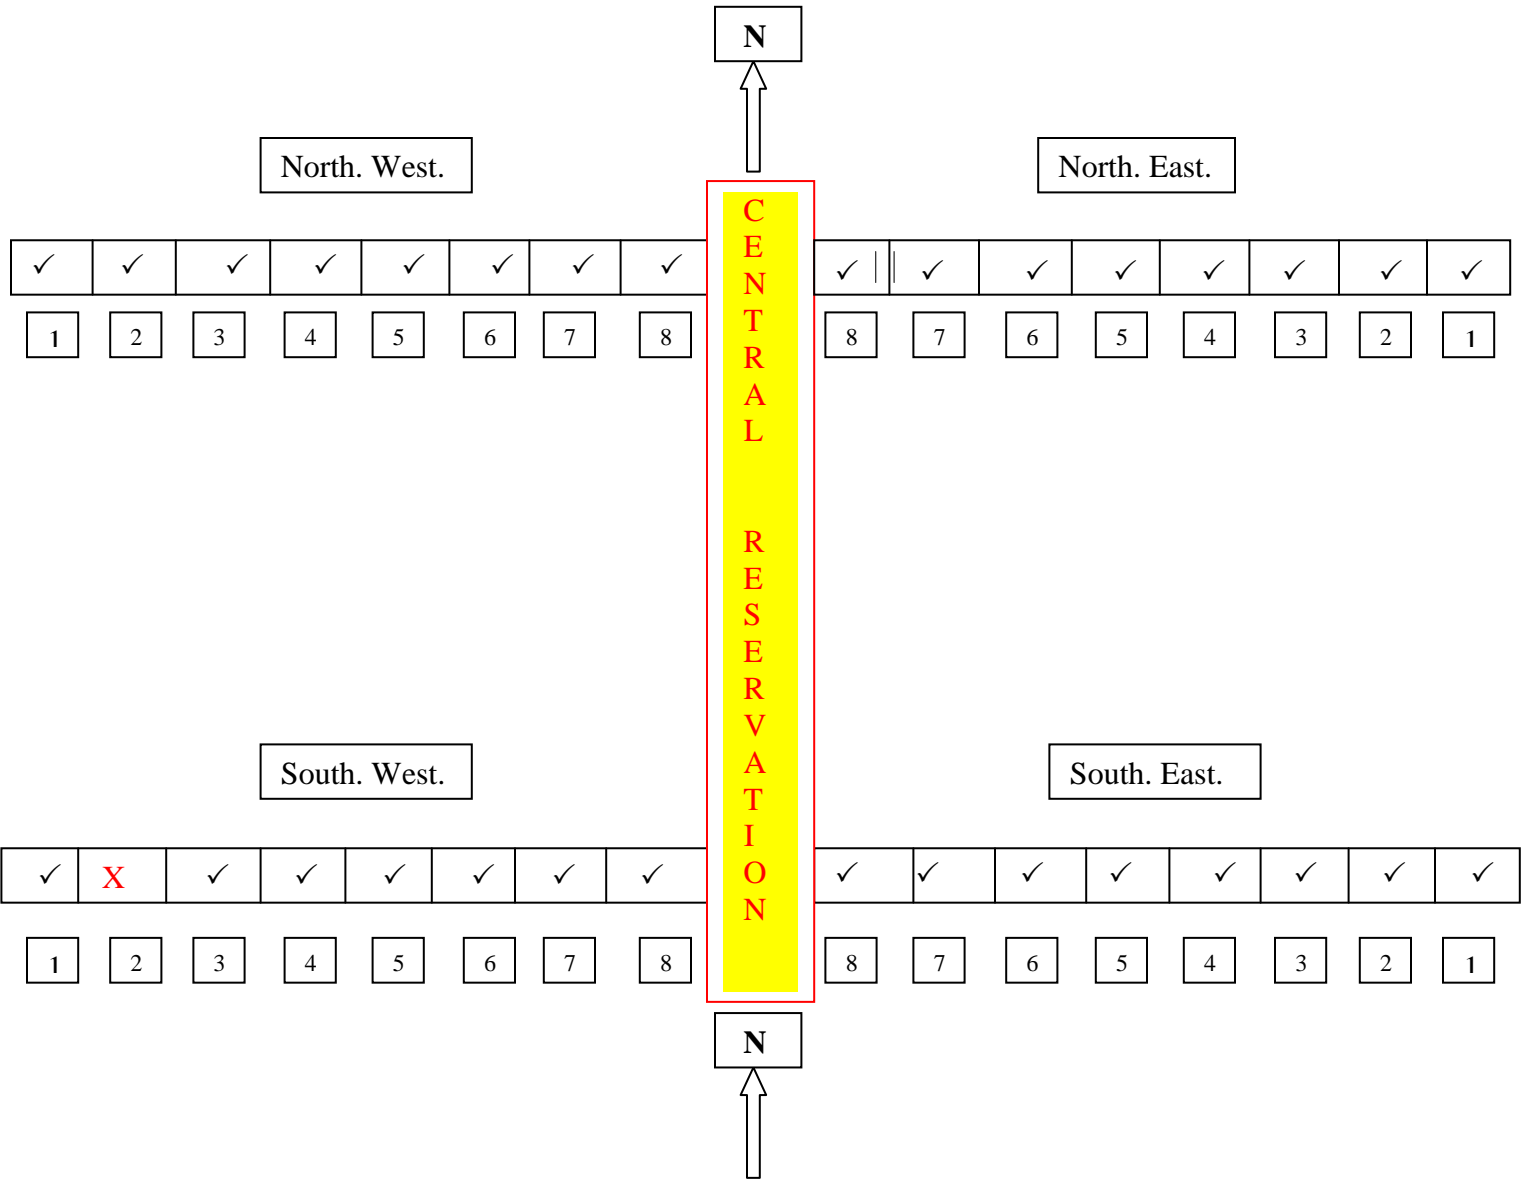 N
North. West.
North. East.
✓ ✓ ✓ ✓ ✓ ✓ ✓ ✓
✓ ✓ ✓ ✓ ✓ ✓ ✓ ✓
1 2 3 4 5 6 7 8
8 7 6 5 4 3 2 1
CENTRAL
RESERVATION
South. West.
South. East.
✓ X ✓ ✓ ✓ ✓ ✓ ✓
✓ ✓ ✓ ✓ ✓ ✓ ✓ ✓
1 2 3 4 5 6 7 8
8 7 6 5 4 3 2 1
N